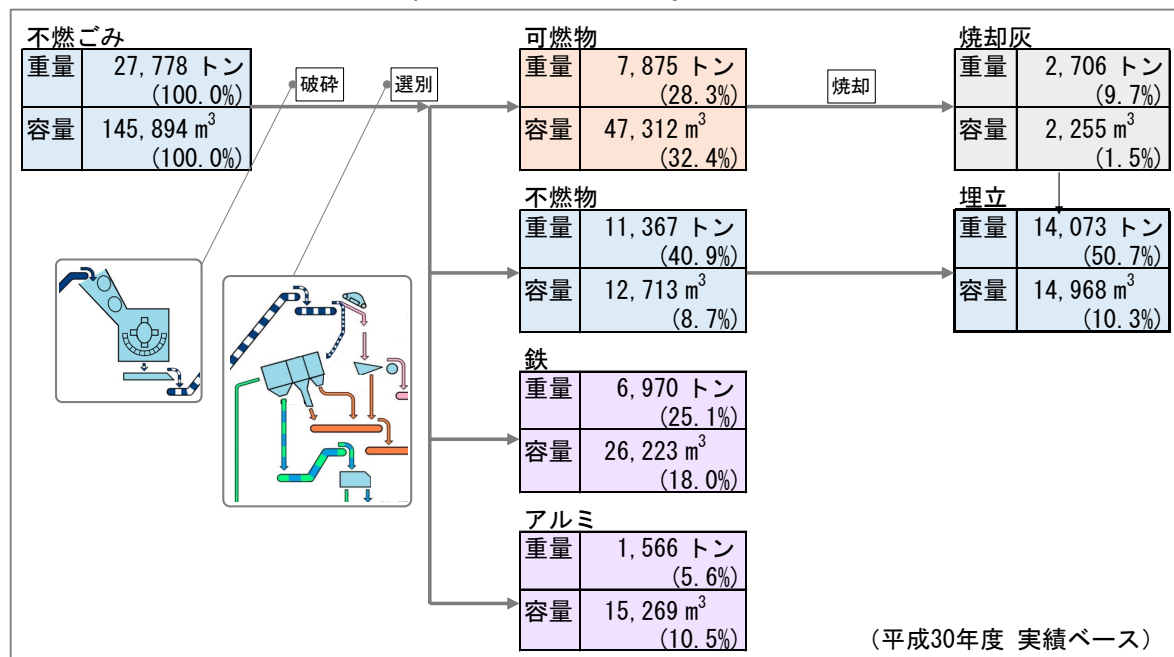 不燃ごみ
重量 27,778 トン
(100.0%)
容量 145,894 m³
(100.0%)
破砕
選別
可燃物
重量 7,875 トン
(28.3%)
容量 47,312 m³
(32.4%)
焼却
焼却灰
重量 2,706 トン
(9.7%)
容量 2,255 m³
(1.5%)
不燃物
重量 11,367 トン
(40.9%)
容量 12,713 m³
(8.7%)
埋立
重量 14,073 トン
(50.7%)
容量 14,968 m³
(10.3%)
鉄
重量 6,970 トン
(25.1%)
容量 26,223 m³
(18.0%)
アルミ
重量 1,566 トン
(5.6%)
容量 15,269 m³
(10.5%)
(平成30年度 実績ベース)